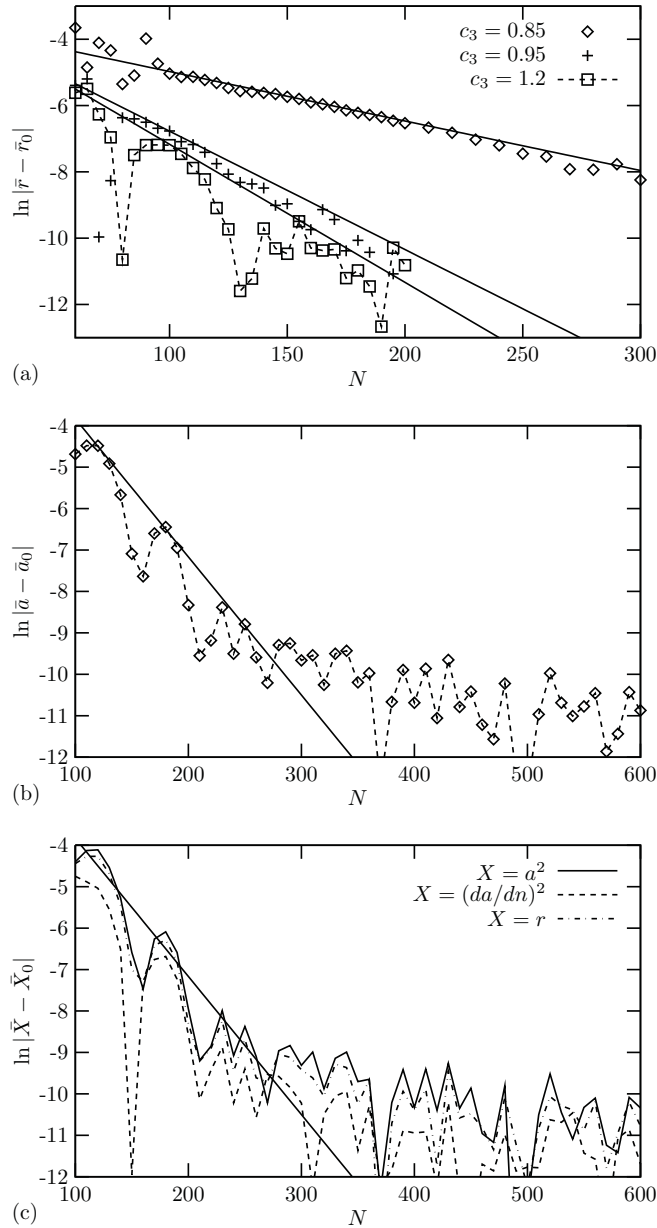 -4
-6
-8
-10
-12
ln |r̄ − r̄₀|
c₃ = 0.85
c₃ = 0.95
c₃ = 1.2
100 150 200 250 300
N
(a)
-4
-5
-6
-7
-8
-9
-10
-11
-12
ln |ā − ā₀|
100 200 300 400 500 600
N
(b)
-4
-5
-6
-7
-8
-9
-10
-11
-12
ln |X̄ − X̄₀|
X = a²
X = (da/dn)²
X = r
100 200 300 400 500 600
N
(c)